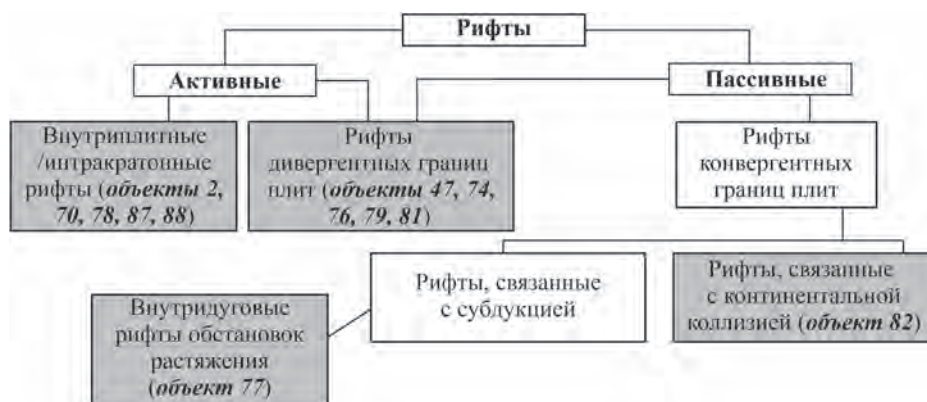 Рифты
Активные
Пассивные
Внутриплитные
/интракратонные
рифты (объекты 2,
70, 78, 87, 88)
Рифты
дивергентных границ
плит (объекты 47, 74,
76, 79, 81)
Рифты
конвергентных
границ плит
Рифты, связанные
с субдукцией
Рифты, связанные
с континентальной
коллизией (объект 82)
Внутридуговые
рифты обстановок
растяжения
(объект 77)